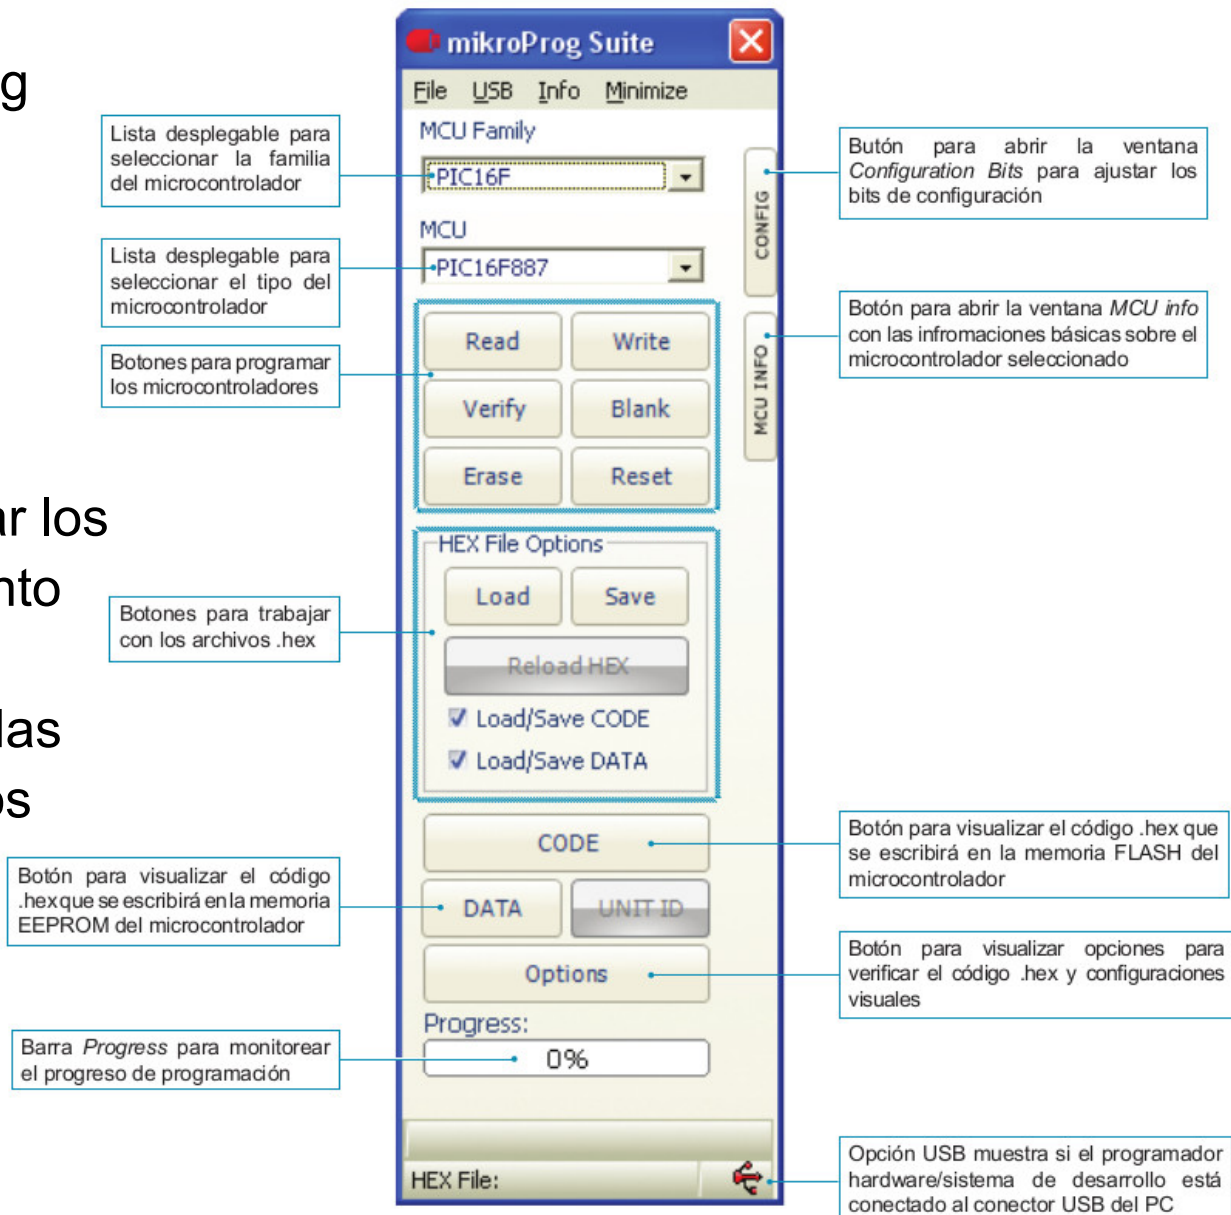 g
ar los
nto
las
os
Lista desplegable para
seleccionar la familia
del microcontrolador
Lista desplegable para
seleccionar el tipo del
microcontrolador
Botones para programar
los microcontroladores
Botones para trabajar
con los archivos .hex
Botón para visualizar el código
.hex que se escribirá en la memoria
EEPROM del microcontrolador
Barra Progress para monitorear
el progreso de programación
mikroProg Suite
File USB Info Minimize
MCU Family
PIC16F
MCU
PIC16F887
Read Write
Verify Blank
Erase Reset
HEX File Options
Load Save
Reload HEX
Load/Save CODE
Load/Save DATA
CODE
DATA UNIT ID
Options
Progress:
0%
HEX File:
CONFIG
MCU INFO
Butón para abrir la ventana
Configuration Bits para ajustar los
bits de configuración
Botón para abrir la ventana MCU info
con las infromaciones básicas sobre el
microcontrolador seleccionado
Botón para visualizar el código .hex que
se escribirá en la memoria FLASH del
microcontrolador
Botón para visualizar opciones para
verificar el código .hex y configuraciones
visuales
Opción USB muestra si el programador
hardware/sistema de desarrollo está
conectado al conector USB del PC